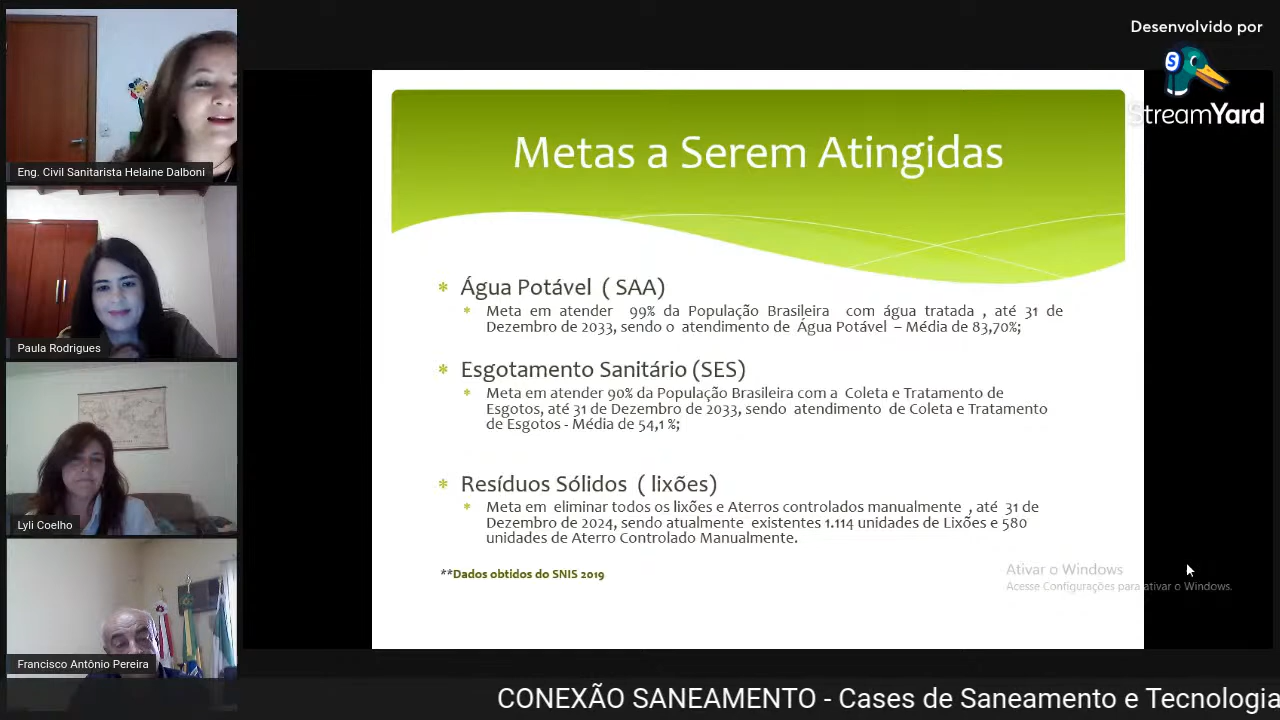 Desenvolvido por
StreamYard
Eng. Civil Sanitarista Helaine Dalboni
Paula Rodrigues
Lyli Coelho
Francisco Antônio Pereira
Metas a Serem Atingidas
* Água Potável ( SAA)
* Meta em atender 99% da População Brasileira com água tratada , até 31 de
Dezembro de 2033, sendo o atendimento de Água Potável – Média de 83,70%;
* Esgotamento Sanitário (SES)
* Meta em atender 90% da População Brasileira com a Coleta e Tratamento de
Esgotos, até 31 de Dezembro de 2033, sendo atendimento de Coleta e Tratamento
de Esgotos - Média de 54,1 %;
* Resíduos Sólidos ( lixões)
* Meta em eliminar todos os lixões e Aterros controlados manualmente , até 31 de
Dezembro de 2024, sendo atualmente existentes 1.114 unidades de Lixões e 580
unidades de Aterro Controlado Manualmente.
**Dados obtidos do SNIS 2019
Ativar o Windows
Acesse Configurações para ativar o Windows.
CONEXÃO SANEAMENTO - Cases de Saneamento e Tecnologia